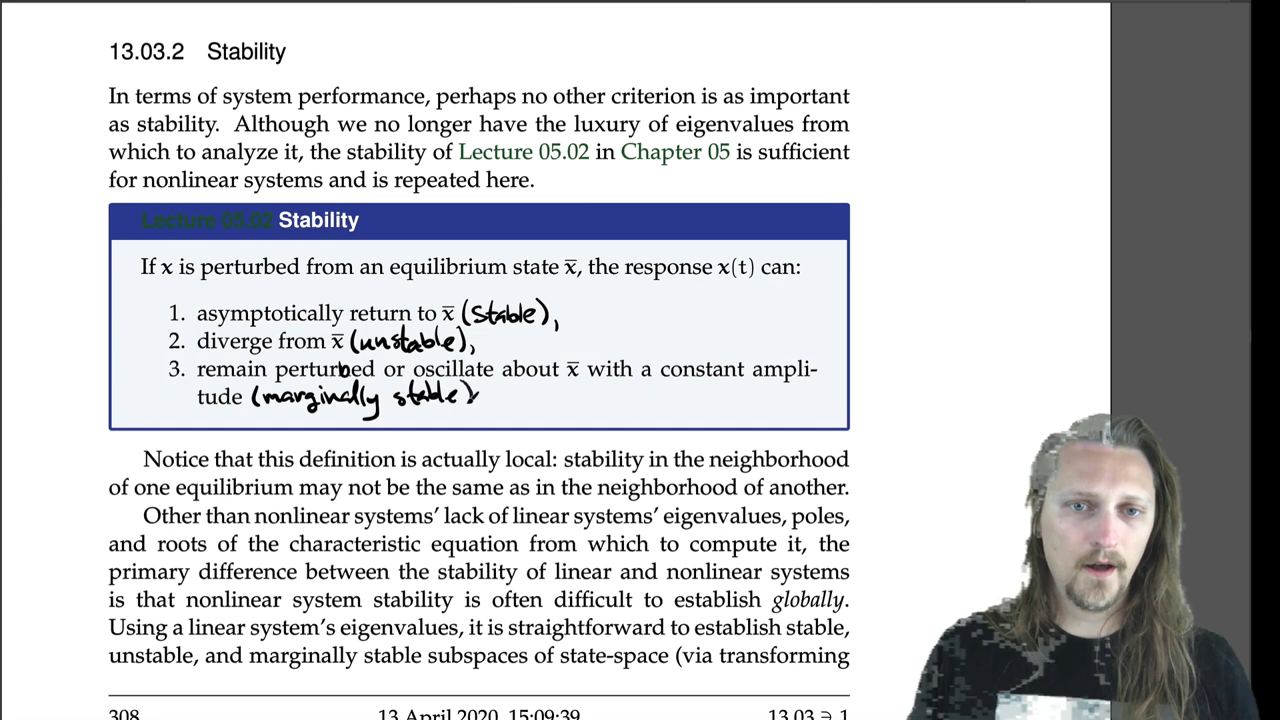 13.03.2 Stability
In terms of system performance, perhaps no other criterion is as important
as stability. Although we no longer have the luxury of eigenvalues from
which to analyze it, the stability of Lecture 05.02 in Chapter 05 is sufficient
for nonlinear systems and is repeated here.
Lecture 05.02 Stability
If x is perturbed from an equilibrium state x̄, the response x(t) can:
1. asymptotically return to x̄ (stable),
2. diverge from x̄ (unstable),
3. remain perturbed or oscillate about x̄ with a constant ampli-
tude (marginally stable)
Notice that this definition is actually local: stability in the neighborhood
of one equilibrium may not be the same as in the neighborhood of another.
Other than nonlinear systems' lack of linear systems' eigenvalues, poles,
and roots of the characteristic equation from which to compute it, the
primary difference between the stability of linear and nonlinear systems
is that nonlinear system stability is often difficult to establish globally.
Using a linear system's eigenvalues, it is straightforward to establish stable,
unstable, and marginally stable subspaces of state-space (via transforming
308 13 April 2020, 15:09:39 13.03 ∋ 1